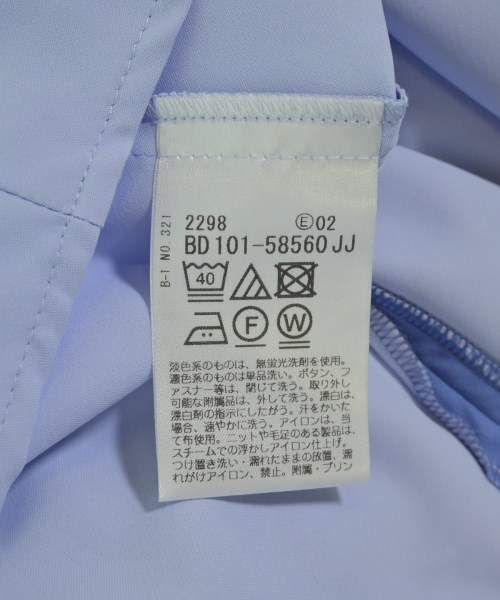 B-1 NO.321
2298 Ⓔ02
BD101-58560JJ
40
F W
淡色系のものは、無蛍光洗剤を使用。
濃色系のものは単品洗い。ボタン、フ
ァスナー等は、閉じて洗う。取り外し
可能な附属品は、外して洗う。漂白は、
漂白剤の指示にしたがう。汗をかいた
場合、速やかに洗う。アイロンは、当
て布使用。ニットや毛足のある製品は、
スチームでの浮かしアイロン仕上げ。
つけ置き洗い・濡れたままの放置、濡
れがけアイロン、禁止。附属・プリン